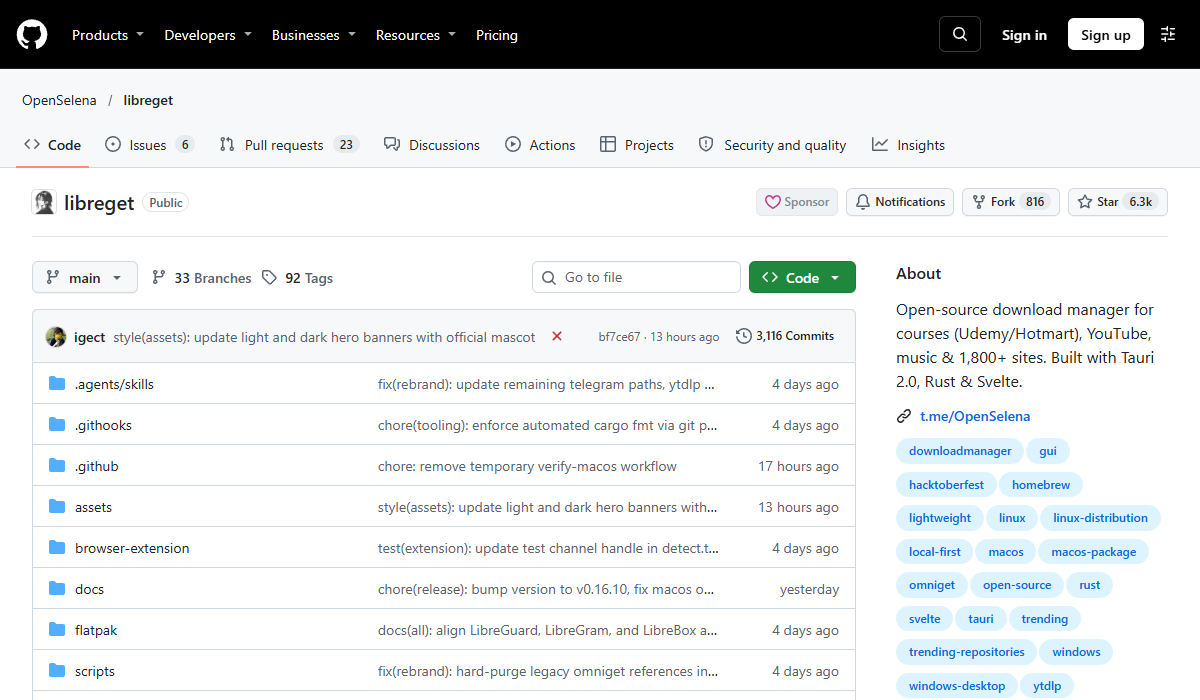 Products Developers Businesses Resources Pricing Sign in Sign up
OpenSelena / libreget
Code Issues 6 Pull requests 23 Discussions Actions Projects Security and quality Insights
libreget Public Sponsor Notifications Fork 816 Star 6.3k
main 33 Branches 92 Tags Go to file Code
igect style(assets): update light and dark hero banners with official mascot bf7ce67 · 13 hours ago 3,116 Commits
.agents/skills fix(rebrand): update remaining telegram paths, ytdlp ... 4 days ago
.githooks chore(tooling): enforce automated cargo fmt via git p... 4 days ago
.github chore: remove temporary verify-macos workflow 17 hours ago
assets style(assets): update light and dark hero banners with... 13 hours ago
browser-extension test(extension): update test channel handle in detect.t... 4 days ago
docs chore(release): bump version to v0.16.10, fix macos o... yesterday
flatpak docs(all): align LibreGuard, LibreGram, and LibreBox a... 4 days ago
scripts fix(rebrand): hard-purge legacy omniget references in... 4 days ago
About
Open-source download manager for
courses (Udemy/Hotmart), YouTube,
music & 1,800+ sites. Built with Tauri
2.0, Rust & Svelte.
t.me/OpenSelena
downloadmanager gui
hacktoberfest homebrew
lightweight linux linux-distribution
local-first macos macos-package
omniget open-source rust
svelte tauri trending
trending-repositories windows
windows-desktop ytdlp